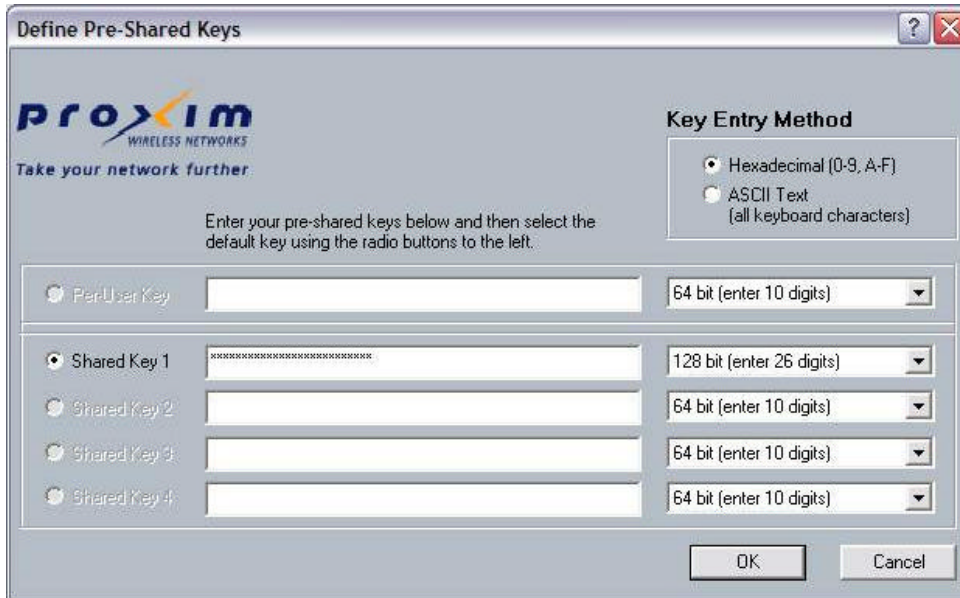 Define Pre-Shared Keys
proxim
WIRELESS NETWORKS
Take your network further
Key Entry Method
Hexadecimal (0-9, A-F)
ASCII Text
(all keyboard characters)
Enter your pre-shared keys below and then select the
default key using the radio buttons to the left.
Per-User Key 64 bit (enter 10 digits)
Shared Key 1 ************************** 128 bit (enter 26 digits)
Shared Key 2 64 bit (enter 10 digits)
Shared Key 3 64 bit (enter 10 digits)
Shared Key 4 64 bit (enter 10 digits)
OK Cancel